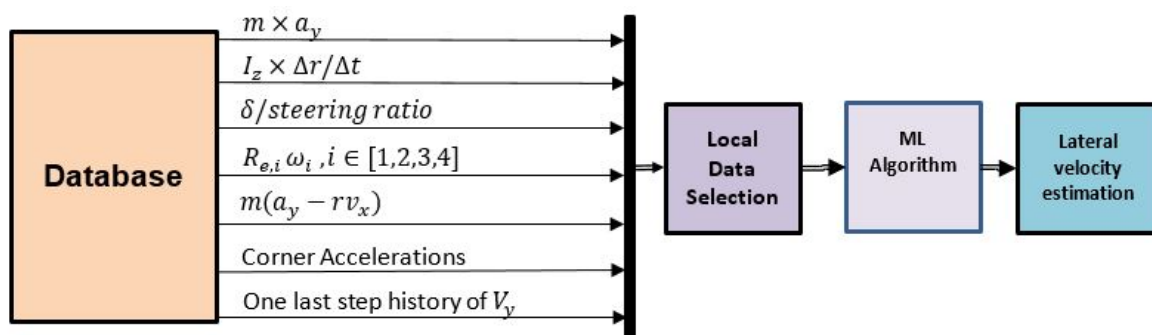 m × a_y
I_z × Δr/Δt
δ/steering ratio
R_{e,i} ω_i , i ∈ [1,2,3,4]
m(a_y − rv_x)
Corner Accelerations
One last step history of V_y
Database
Local
Data
Selection
ML
Algorithm
Lateral
velocity
estimation